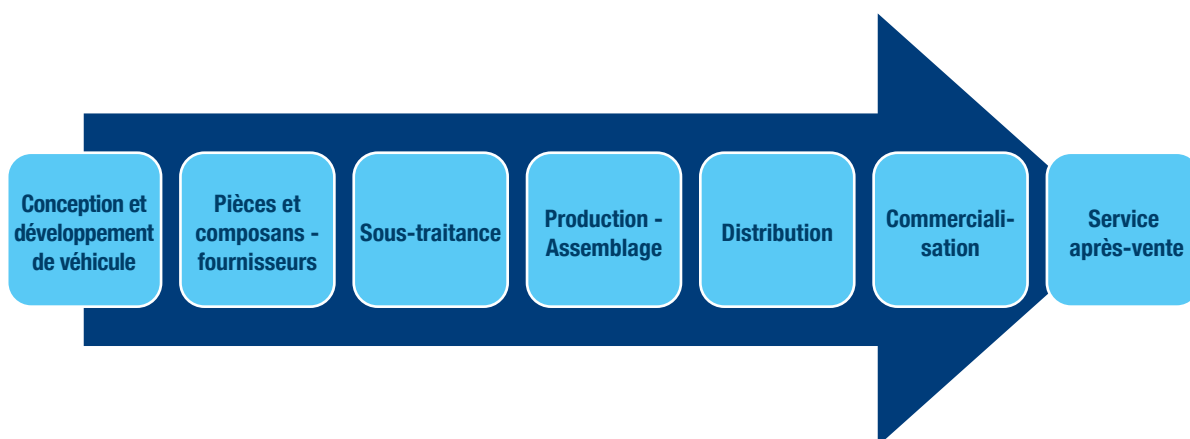 Conception et
développement
de véhicule
Pièces et
composans -
fournisseurs
Sous-traitance
Production -
Assemblage
Distribution
Commerciali-
sation
Service
après-vente